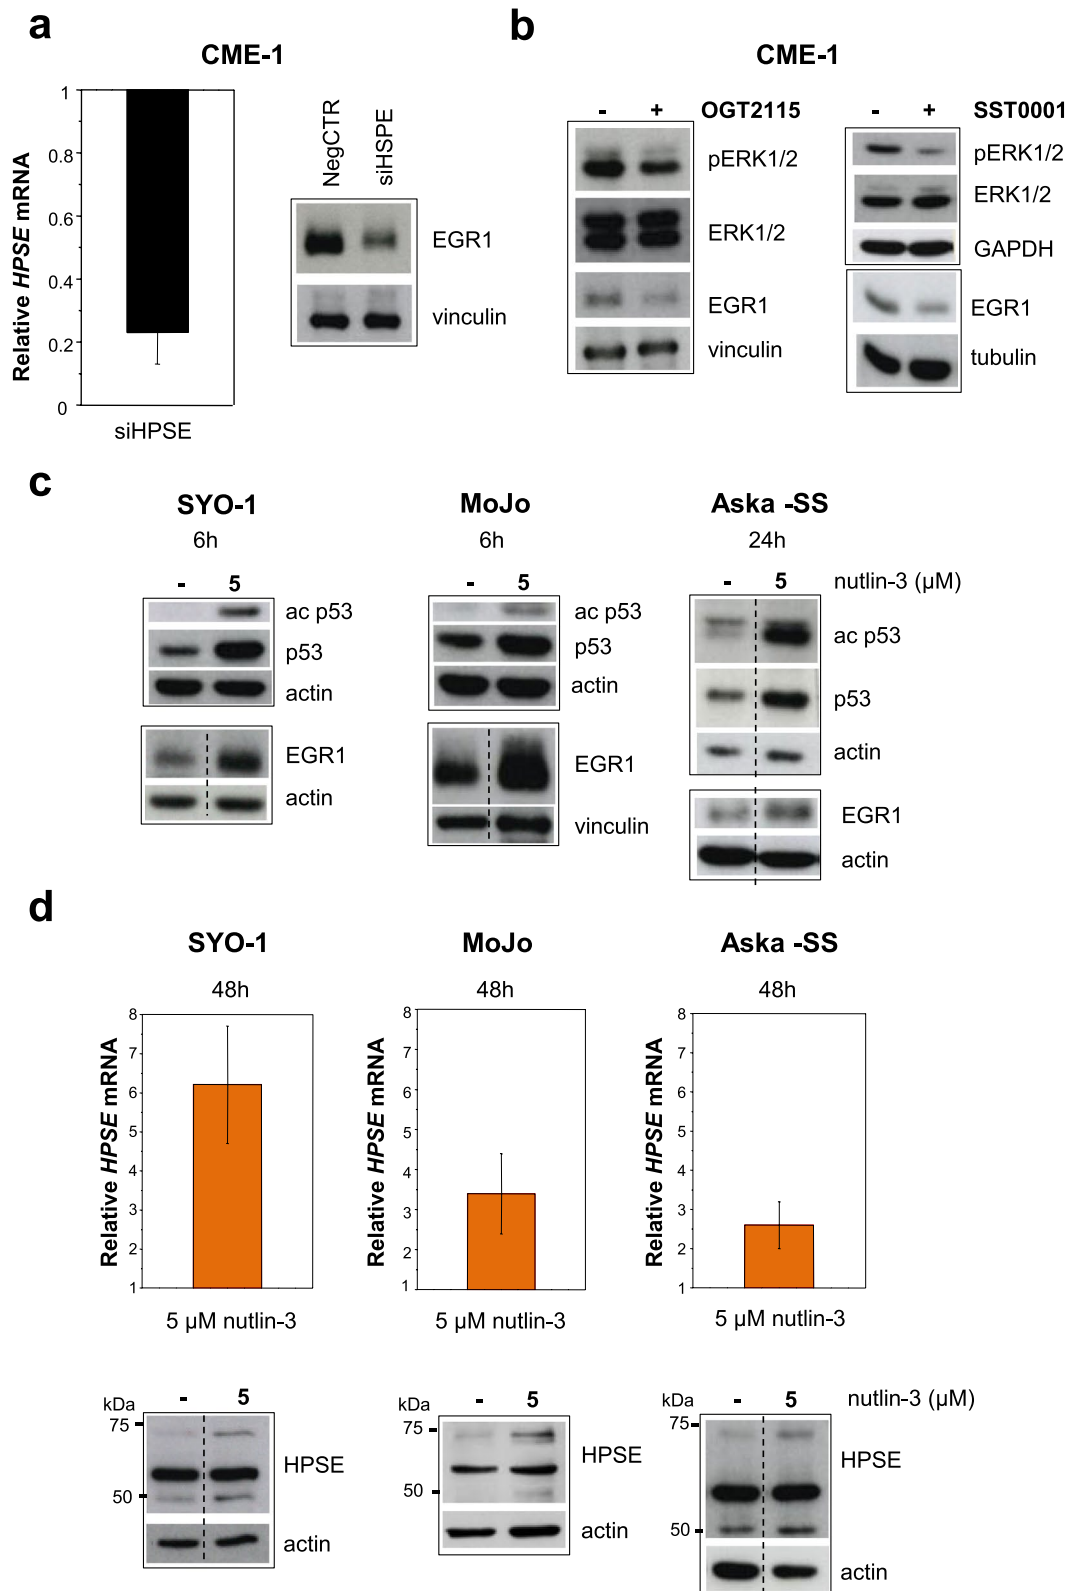 a
CME-1
Relative HPSE mRNA
1
0.8
0.6
0.4
0.2
0
siHPSE
NegCTR
siHSPE
EGR1
vinculin
b
CME-1
- + OGT2115
pERK1/2
ERK1/2
EGR1
vinculin
- + SST0001
pERK1/2
ERK1/2
GAPDH
EGR1
tubulin
c
SYO-1
6h
- 5
ac p53
p53
actin
EGR1
actin
MoJo
6h
- 5
ac p53
p53
actin
EGR1
vinculin
Aska -SS
24h
- 5 nutlin-3 (µM)
ac p53
p53
actin
EGR1
actin
d
SYO-1
48h
Relative HPSE mRNA
8
7
6
5
4
3
2
1
5 µM nutlin-3
MoJo
48h
Relative HPSE mRNA
8
7
6
5
4
3
2
1
5 µM nutlin-3
Aska -SS
48h
Relative HPSE mRNA
8
7
6
5
4
3
2
1
5 µM nutlin-3
kDa - 5
75
HPSE
50
actin
kDa - 5
75
HPSE
50
actin
kDa - 5 nutlin-3 (µM)
75
HPSE
50
actin